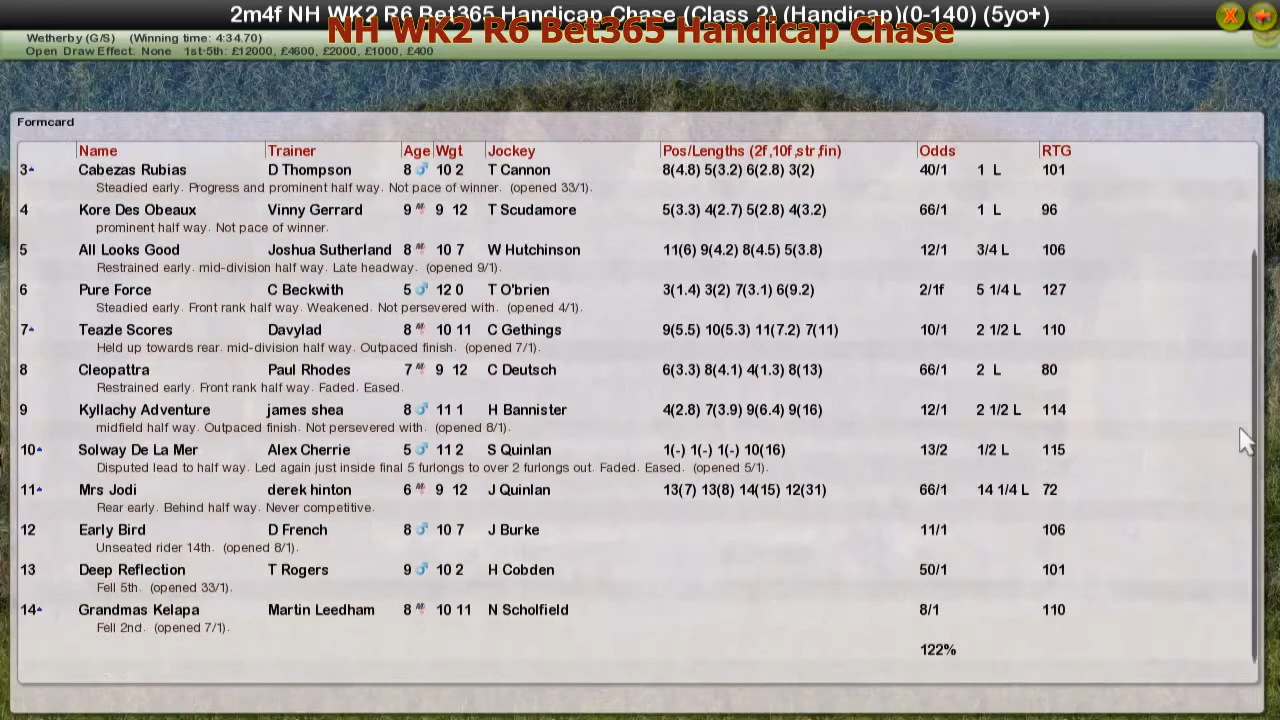 2m4f NH WK2 R6 Bet365 Handicap Chase (Class 2) (Handicap)(0-140) (5yo+)
NH WK2 R6 Bet365 Handicap Chase
Wetherby (G/S) (Winning time: 4:34.70)
Open Draw Effect: None 1st-5th: £12000, £4600, £2000, £1000, £400
Formcard
Name Trainer Age Wgt Jockey Pos/Lengths (2f,10f,str,fin) Odds RTG
3 Cabezas Rubias D Thompson 8 10 2 T Cannon 8(4.8) 5(3.2) 6(2.8) 3(2) 40/1 1 L 101
Steadied early. Progress and prominent half way. Not pace of winner. (opened 33/1).
4 Kore Des Obeaux Vinny Gerrard 9 9 12 T Scudamore 5(3.3) 4(2.7) 5(2.8) 4(3.2) 66/1 1 L 96
prominent half way. Not pace of winner.
5 All Looks Good Joshua Sutherland 8 10 7 W Hutchinson 11(6) 9(4.2) 8(4.5) 5(3.8) 12/1 3/4 L 106
Restrained early. mid-division half way. Late headway. (opened 9/1).
6 Pure Force C Beckwith 5 12 0 T O'brien 3(1.4) 3(2) 7(3.1) 6(9.2) 2/1f 5 1/4 L 127
Steadied early. Front rank half way. Weakened. Not persevered with. (opened 4/1).
7 Teazle Scores Davylad 8 10 11 C Gethings 9(5.5) 10(5.3) 11(7.2) 7(11) 10/1 2 1/2 L 110
Held up towards rear. mid-division half way. Outpaced finish. (opened 7/1).
8 Cleopattra Paul Rhodes 7 9 12 C Deutsch 6(3.3) 8(4.1) 4(1.3) 8(13) 66/1 2 L 80
Restrained early. Front rank half way. Faded. Eased.
9 Kyllachy Adventure james shea 8 11 1 H Bannister 4(2.8) 7(3.9) 9(6.4) 9(16) 12/1 2 1/2 L 114
midfield half way. Outpaced finish. Not persevered with. (opened 8/1).
10 Solway De La Mer Alex Cherrie 5 11 2 S Quinlan 1(-) 1(-) 1(-) 10(16) 13/2 1/2 L 115
Disputed lead to half way. Led again just inside final 5 furlongs to over 2 furlongs out. Faded. Eased. (opened 5/1).
11 Mrs Jodi derek hinton 6 9 12 J Quinlan 13(7) 13(8) 14(15) 12(31) 66/1 14 1/4 L 72
Rear early. Behind half way. Never competitive.
12 Early Bird D French 8 10 7 J Burke 11/1 106
Unseated rider 14th. (opened 8/1).
13 Deep Reflection T Rogers 9 10 2 H Cobden 50/1 101
Fell 5th. (opened 33/1).
14 Grandmas Kelapa Martin Leedham 8 10 11 N Scholfield 8/1 110
Fell 2nd. (opened 7/1).
122%